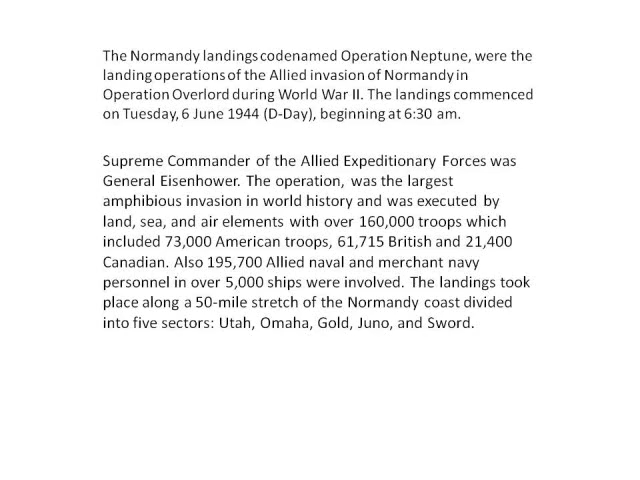 The Normandy landings codenamed Operation Neptune, were the
landing operations of the Allied invasion of Normandy in
Operation Overlord during World War II. The landings commenced
on Tuesday, 6 June 1944 (D-Day), beginning at 6:30 am.
Supreme Commander of the Allied Expeditionary Forces was
General Eisenhower. The operation, was the largest
amphibious invasion in world history and was executed by
land, sea, and air elements with over 160,000 troops which
included 73,000 American troops, 61,715 British and 21,400
Canadian. Also 195,700 Allied naval and merchant navy
personnel in over 5,000 ships were involved. The landings took
place along a 50-mile stretch of the Normandy coast divided
into five sectors: Utah, Omaha, Gold, Juno, and Sword.